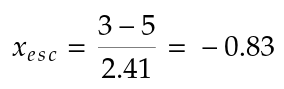 x_esc = (3 − 5) / 2.41 = − 0.83